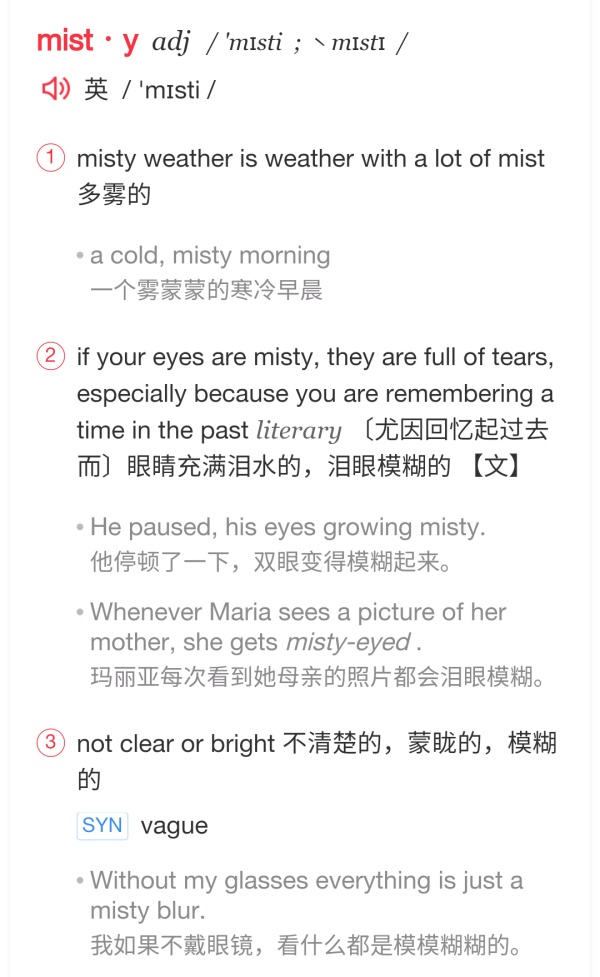 mist · y adj / 'mɪsti ; ˋmɪstɪ /
英 / 'mɪsti /
① misty weather is weather with a lot of mist
多雾的
• a cold, misty morning
一个雾蒙蒙的寒冷早晨
② if your eyes are misty, they are full of tears,
especially because you are remembering a
time in the past literary 〔尤因回忆起过去
而〕眼睛充满泪水的，泪眼模糊的 【文】
• He paused, his eyes growing misty.
他停顿了一下，双眼变得模糊起来。
• Whenever Maria sees a picture of her
mother, she gets misty-eyed .
玛丽亚每次看到她母亲的照片都会泪眼模糊。
③ not clear or bright 不清楚的，蒙眬的，模糊
的
SYN vague
• Without my glasses everything is just a
misty blur.
我如果不戴眼镜，看什么都是模模糊糊的。